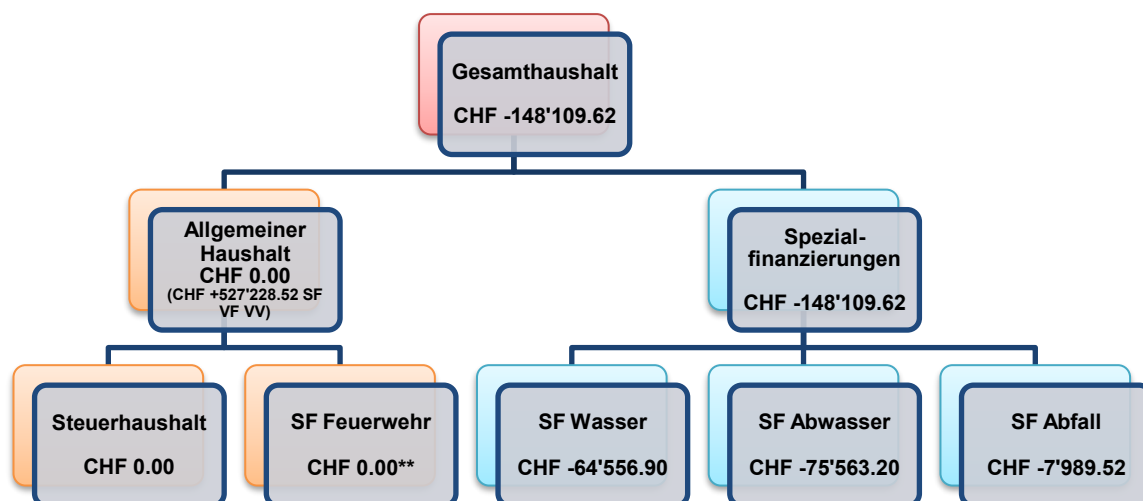 Gesamthaushalt
CHF -148'109.62
Allgemeiner
Haushalt
CHF 0.00
(CHF +527'228.52 SF
VF VV)
Spezial-
finanzierungen
CHF -148'109.62
Steuerhaushalt
CHF 0.00
SF Feuerwehr
CHF 0.00**
SF Wasser
CHF -64'556.90
SF Abwasser
CHF -75'563.20
SF Abfall
CHF -7'989.52